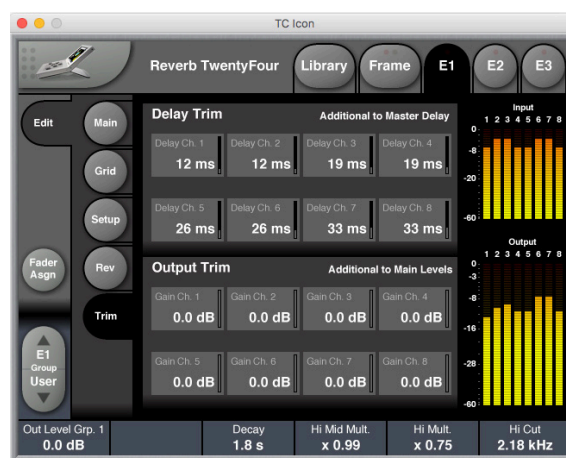 TC Icon
Reverb TwentyFour
Library
Frame
E1
E2
E3
Edit
Main
Grid
Setup
Fader Asgn
Rev
Trim
E1
Group
User
Delay Trim
Additional to Master Delay
Delay Ch. 1
Delay Ch. 2
Delay Ch. 3
Delay Ch. 4
12 ms
12 ms
19 ms
19 ms
Delay Ch. 5
Delay Ch. 6
Delay Ch. 7
Delay Ch. 8
26 ms
26 ms
33 ms
33 ms
Output Trim
Additional to Main Levels
Gain Ch. 1
Gain Ch. 2
Gain Ch. 3
Gain Ch. 4
0.0 dB
0.0 dB
0.0 dB
0.0 dB
Gain Ch. 5
Gain Ch. 6
Gain Ch. 7
Gain Ch. 8
0.0 dB
0.0 dB
0.0 dB
0.0 dB
Input
1 2 3 4 5 6 7 8
0
-8
-20
-60
Output
1 2 3 4 5 6 7 8
0
-3
-8
-16
-28
-60
Out Level Grp. 1
0.0 dB
Decay
1.8 s
Hi Mid Mult.
x 0.99
Hi Mult.
x 0.75
Hi Cut
2.18 kHz